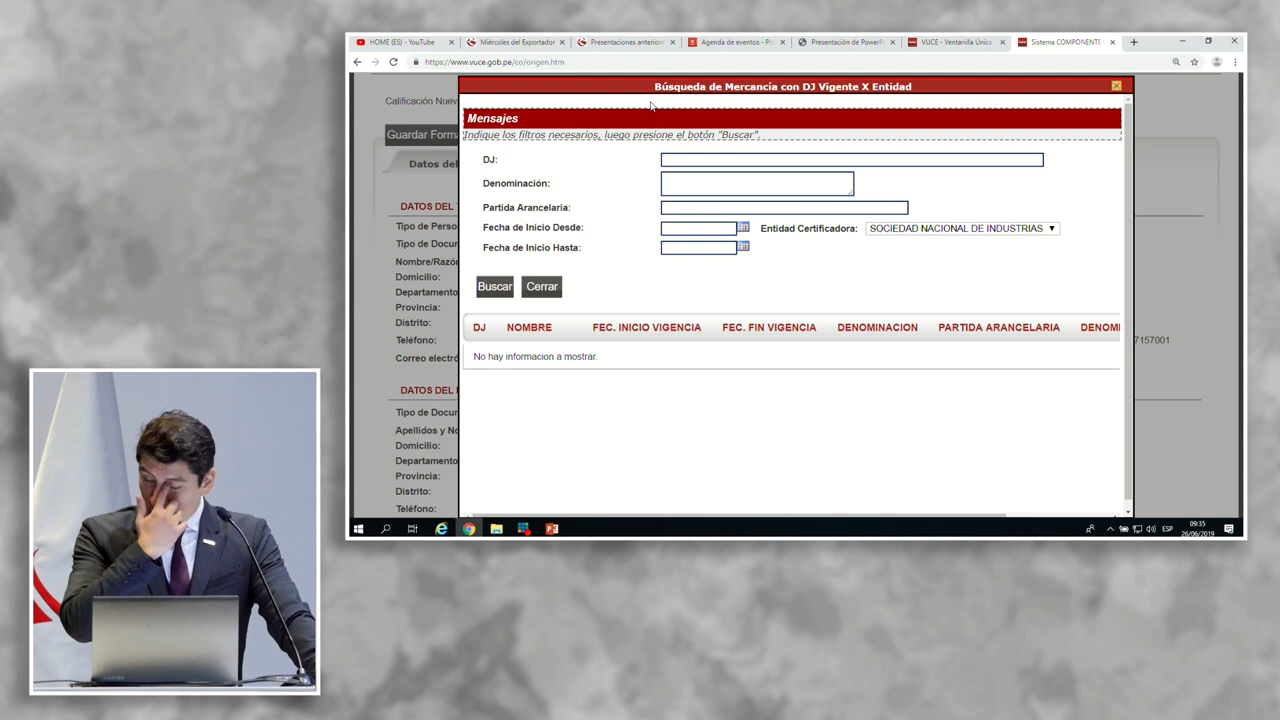 HOME (ES) - YouTube
Miércoles del Exportador
Presentaciones anteriore
Agenda de eventos - Pr
Presentación de PowerP
VUCE - Ventanilla Única
Sistema COMPONENTE
https://www.vuce.gob.pe/co/origen.htm
Búsqueda de Mercancía con DJ Vigente X Entidad
Calificación Nuev
Mensajes
Guardar Form
Indique los filtros necesarios, luego presione el botón "Buscar".
Datos del
DJ:
Denominación:
DATOS DEL
Partida Arancelaria:
Tipo de Perso
Fecha de Inicio Desde:
Entidad Certificadora:
SOCIEDAD NACIONAL DE INDUSTRIAS
Tipo de Docu
Fecha de Inicio Hasta:
Nombre/Razó
Domicilio:
Departamento
Buscar
Cerrar
Provincia:
Distrito:
DJ NOMBRE FEC. INICIO VIGENCIA FEC. FIN VIGENCIA DENOMINACION PARTIDA ARANCELARIA DENOMI
Teléfono:
7157001
Correo electró
No hay informacion a mostrar.
DATOS DEL
Tipo de Docur
Apellidos y No
Domicilio:
Departamento
Provincia:
Distrito:
Teléfono:
ESP
09:35
26/06/2019